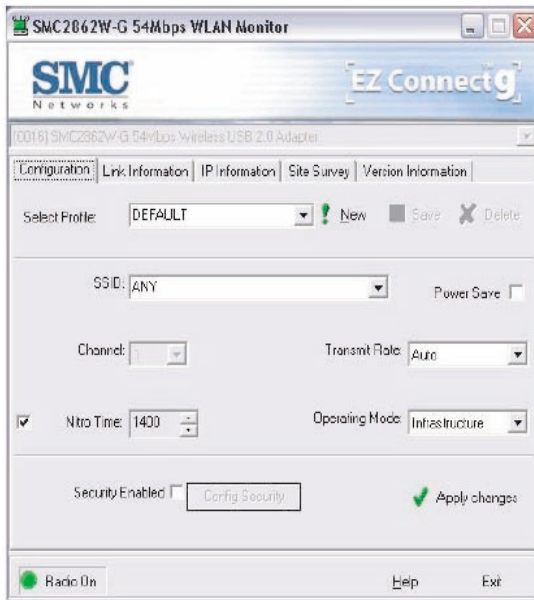 SMC2862W-G 54Mbps WLAN Monitor
SMC®
Networks
EZ Connect g
[0016] SMC2862W-G 54Mbps Wireless USB 2.0 Adapter
Configuration Link Information IP Information Site Survey Version Information
Select Profile: DEFAULT New Save Delete
SSID: ANY Power Save
Channel: 1 Transmit Rate: Auto
Nitro Time: 1400 Operating Mode: Infrastructure
Security Enabled Config Security Apply changes
Radio On Help Exit